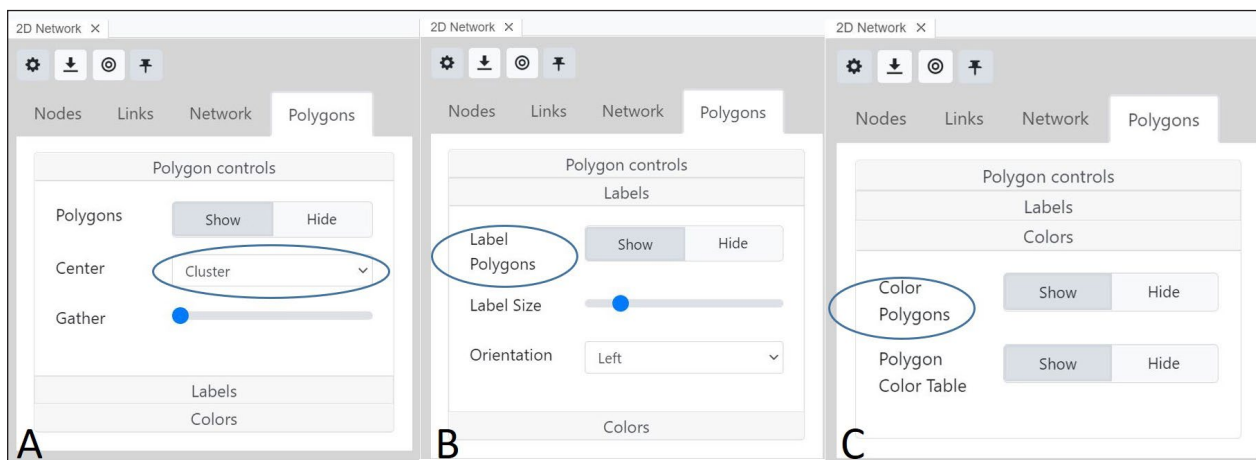 2D Network ×
Nodes Links Network Polygons
Polygon controls
Polygons Show Hide
Center Cluster
Gather
Labels
Colors
A
2D Network ×
Nodes Links Network Polygons
Polygon controls
Labels
Label
Polygons
Show Hide
Label Size
Orientation Left
Colors
B
2D Network ×
Nodes Links Network Polygons
Polygon controls
Labels
Colors
Color
Polygons
Show Hide
Polygon
Color Table
Show Hide
C